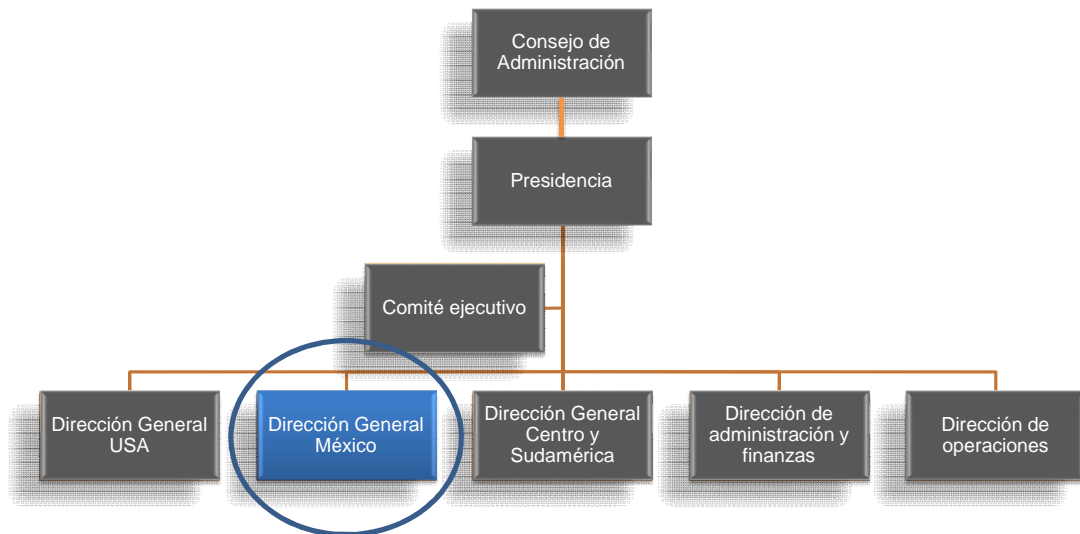 Consejo de
Administración
Presidencia
Comité ejecutivo
Dirección General
USA
Dirección General
México
Dirección General
Centro y
Sudamérica
Dirección de
administración y
finanzas
Dirección de
operaciones